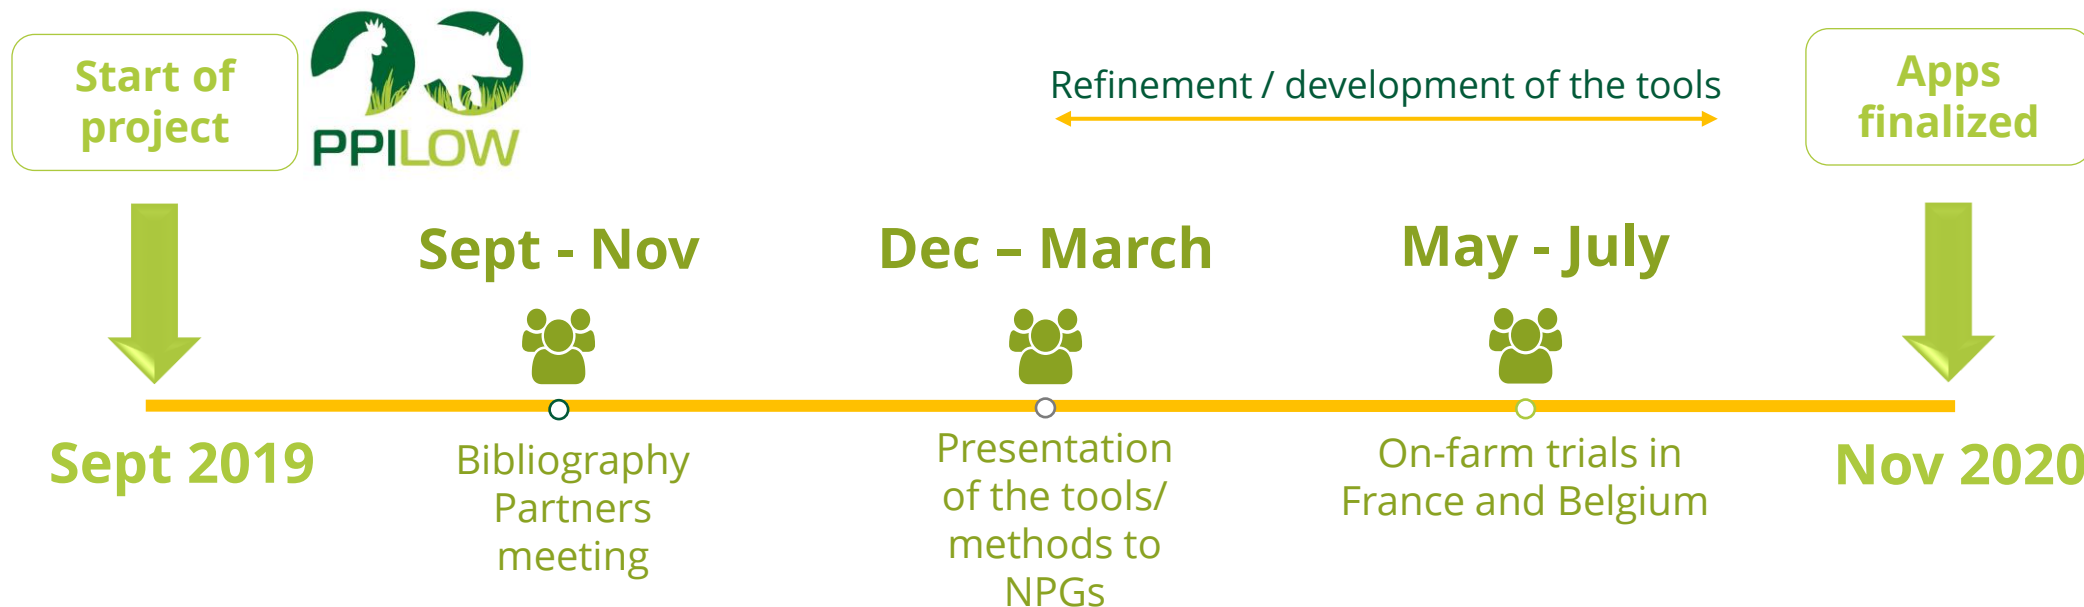 Start of
project
PPILOW
Refinement / development of the tools
Apps
finalized
Sept - Nov
Dec – March
May - July
Sept 2019
Bibliography
Partners
meeting
Presentation
of the tools/
methods to
NPGs
On-farm trials in
France and Belgium
Nov 2020